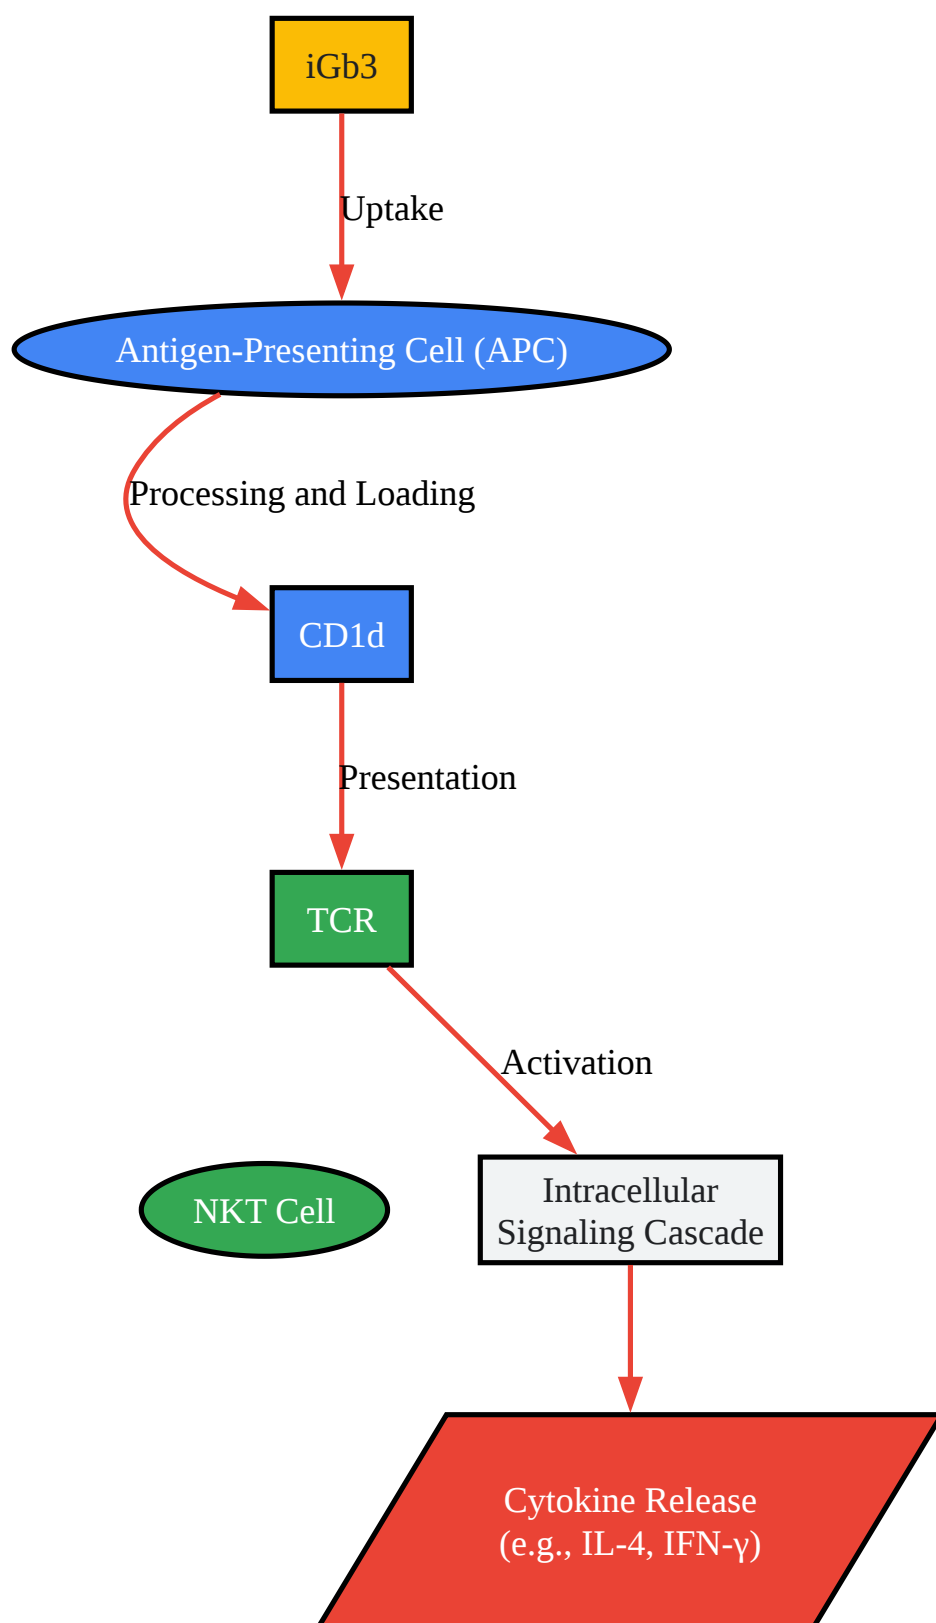 iGb3
Uptake
Antigen-Presenting Cell (APC)
Processing and Loading
CD1d
Presentation
TCR
Activation
NKT Cell
Intracellular
Signaling Cascade
Cytokine Release
(e.g., IL-4, IFN-γ)